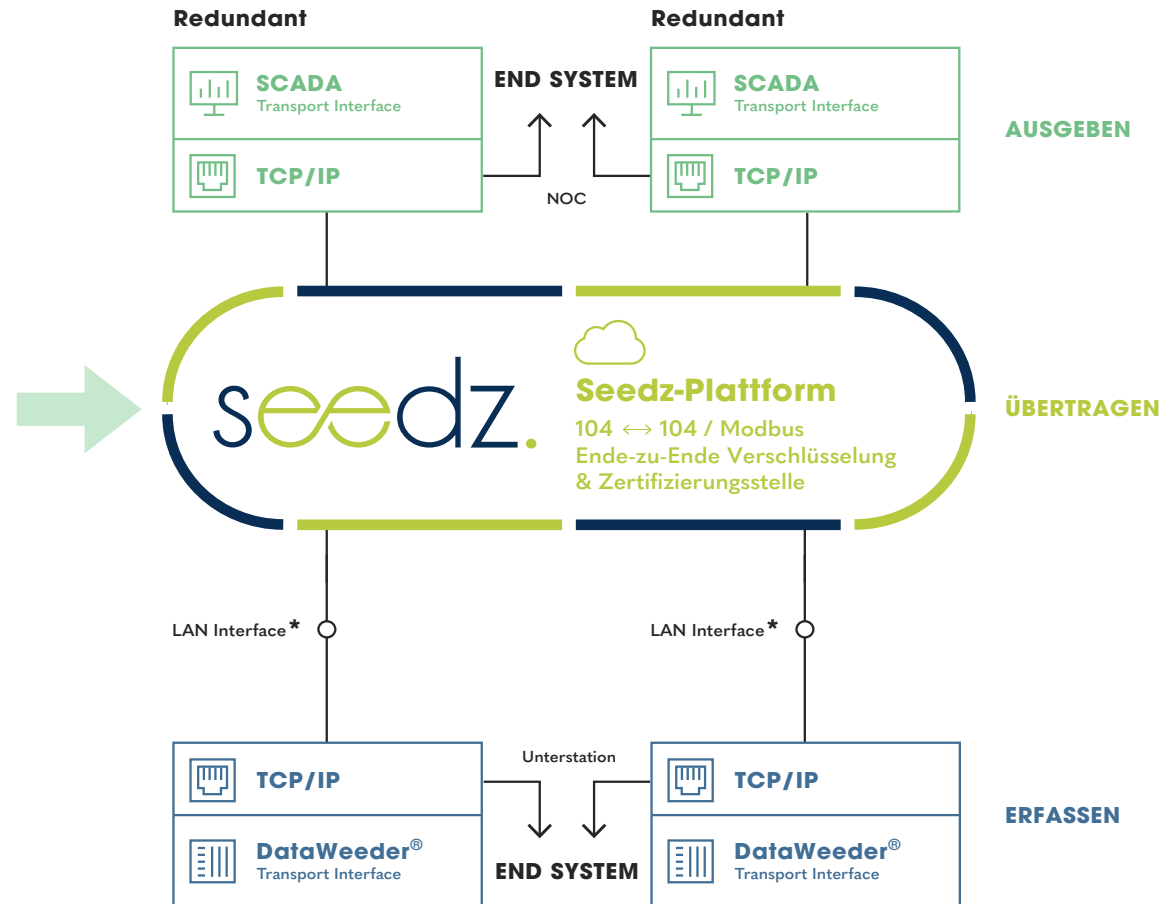 Redundant
Redundant
SCADA
Transport Interface
TCP/IP
END SYSTEM
NOC
SCADA
Transport Interface
TCP/IP
AUSGEBEN
seedz.
Seedz-Plattform
104 ⟷ 104 / Modbus
Ende-zu-Ende Verschlüsselung
& Zertifizierungsstelle
ÜBERTRAGEN
LAN Interface*
LAN Interface*
TCP/IP
DataWeeder®
Transport Interface
Unterstation
END SYSTEM
TCP/IP
DataWeeder®
Transport Interface
ERFASSEN